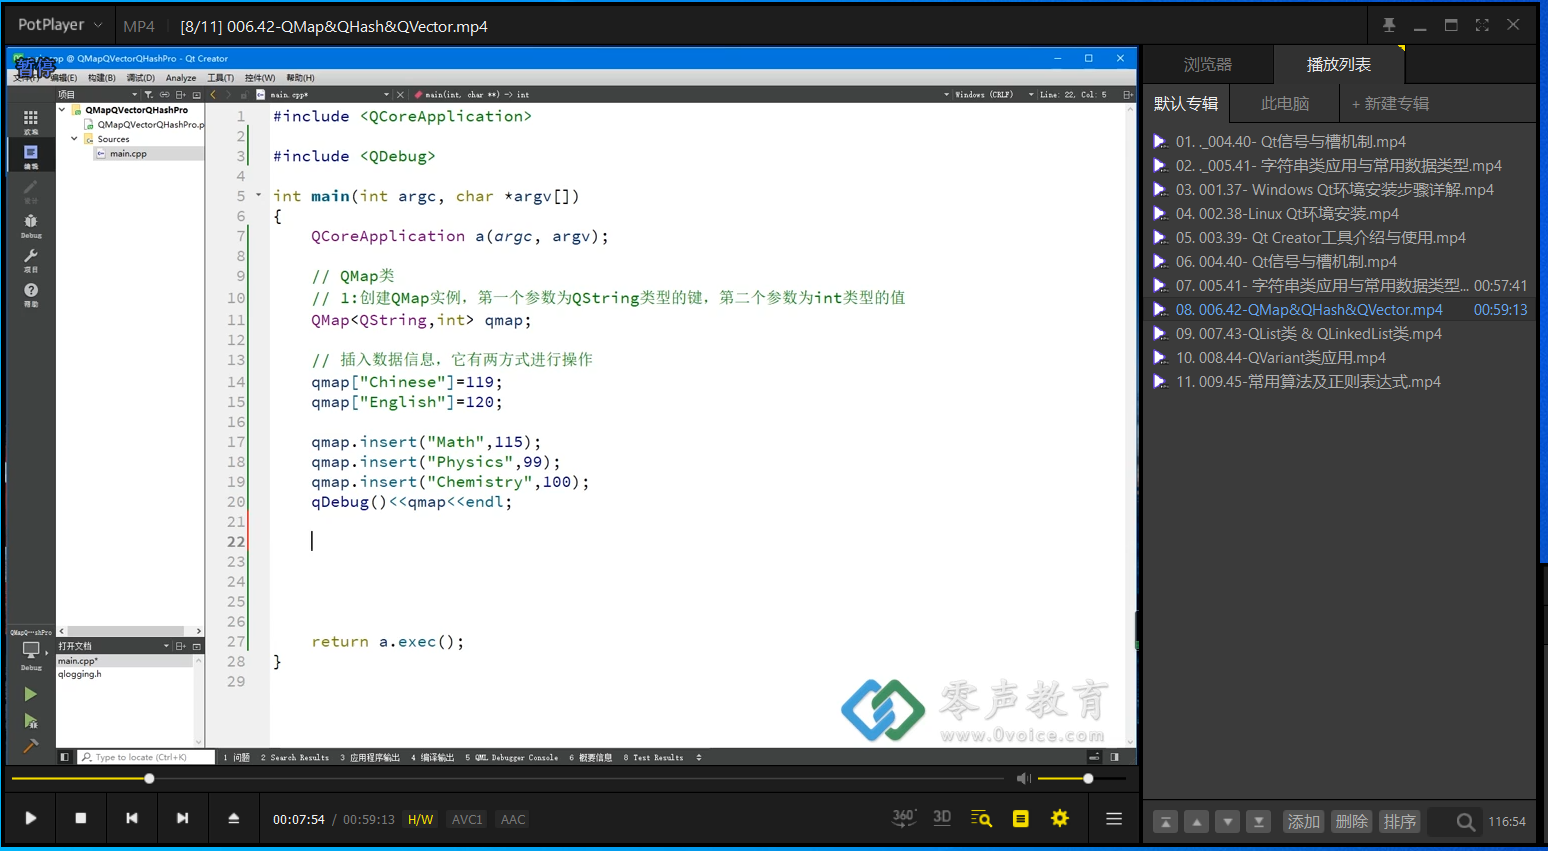 PotPlayer
MP4
[8/11] 006.42-QMap&QHash&QVector.mp4
暂停
pp @ QMapQVectorQHashPro - Qt Creator
文件(F) 编辑(E) 构建(B) 调试(D) Analyze 工具(T) 控件(W) 帮助(H)
项目
main.cpp*
main(int, char **) -> int
Windows (CRLF)
Line: 22, Col: 5
欢迎
编辑
设计
Debug
项目
帮助
QMapQVectorQHashPro
QMapQVectorQHashPro.p
Sources
main.cpp
1 #include <QCoreApplication>
2
3 #include <QDebug>
4
5 int main(int argc, char *argv[])
6 {
7 QCoreApplication a(argc, argv);
8
9 // QMap类
10 // 1:创建QMap实例，第一个参数为QString类型的键，第二个参数为int类型的值
11 QMap<QString,int> qmap;
12
13 // 插入数据信息，它有两方式进行操作
14 qmap["Chinese"]=119;
15 qmap["English"]=120;
16
17 qmap.insert("Math",115);
18 qmap.insert("Physics",99);
19 qmap.insert("Chemistry",100);
20 qDebug()<<qmap<<endl;
21
22
23
24
25
26
27 return a.exec();
28 }
29
QMapQ···shPro
Debug
打开文档
main.cpp*
qlogging.h
零声教育
www.0voice.com
Type to locate (Ctrl+K)
1 问题 2 Search Results 3 应用程序输出 4 编译输出 5 QML Debugger Console 6 概要信息 8 Test Results
00:07:54 / 00:59:13 H/W AVC1 AAC
360° 3D
浏览器 播放列表
默认专辑 此电脑 + 新建专辑
01. ._004.40- Qt信号与槽机制.mp4
02. ._005.41- 字符串类应用与常用数据类型.mp4
03. 001.37- Windows Qt环境安装步骤详解.mp4
04. 002.38-Linux Qt环境安装.mp4
05. 003.39- Qt Creator工具介绍与使用.mp4
06. 004.40- Qt信号与槽机制.mp4
07. 005.41- 字符串类应用与常用数据类型... 00:57:41
08. 006.42-QMap&QHash&QVector.mp4 00:59:13
09. 007.43-QList类 & QLinkedList类.mp4
10. 008.44-QVariant类应用.mp4
11. 009.45-常用算法及正则表达式.mp4
添加 删除 排序
116:54